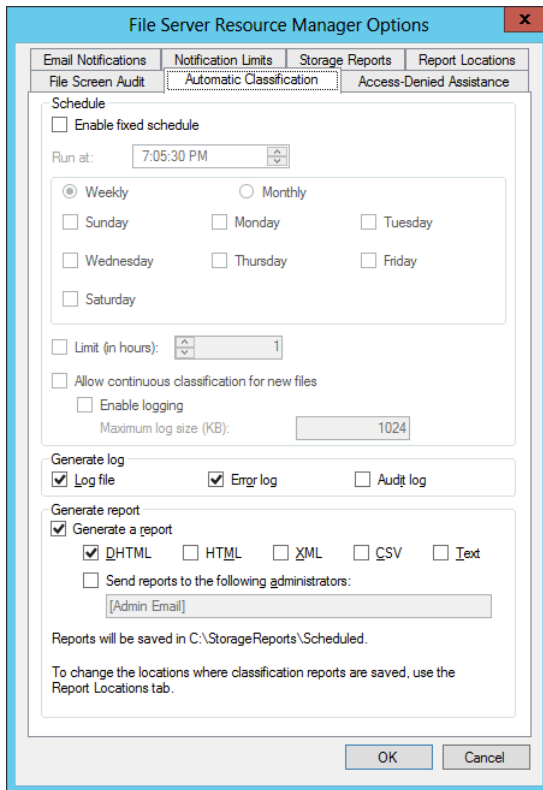 File Server Resource Manager Options
x
Email Notifications Notification Limits Storage Reports Report Locations
File Screen Audit Automatic Classification Access-Denied Assistance
Schedule
Enable fixed schedule
Run at: 7:05:30 PM
Weekly Monthly
Sunday Monday Tuesday
Wednesday Thursday Friday
Saturday
Limit (in hours): 1
Allow continuous classification for new files
Enable logging
Maximum log size (KB): 1024
Generate log
Log file Error log Audit log
Generate report
Generate a report
DHTML HTML XML CSV Text
Send reports to the following administrators:
[Admin Email]
Reports will be saved in C:\StorageReports\Scheduled.
To change the locations where classification reports are saved, use the
Report Locations tab.
OK Cancel